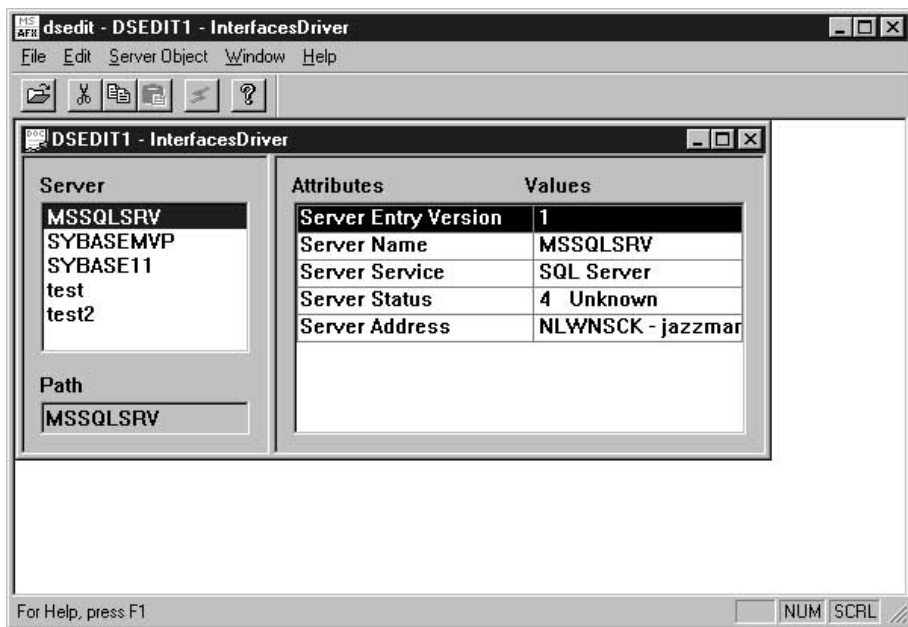 MS AFX dsedit - DSEDIT1 - InterfacesDriver
File Edit Server Object Window Help
DSEDIT1 - InterfacesDriver
Server
MSSQLSRV
SYBASEMVP
SYBASE11
test
test2
Path
MSSQLSRV
Attributes Values
Server Entry Version 1
Server Name MSSQLSRV
Server Service SQL Server
Server Status 4 Unknown
Server Address NLWNSCK - jazzmar
For Help, press F1
NUM SCRL